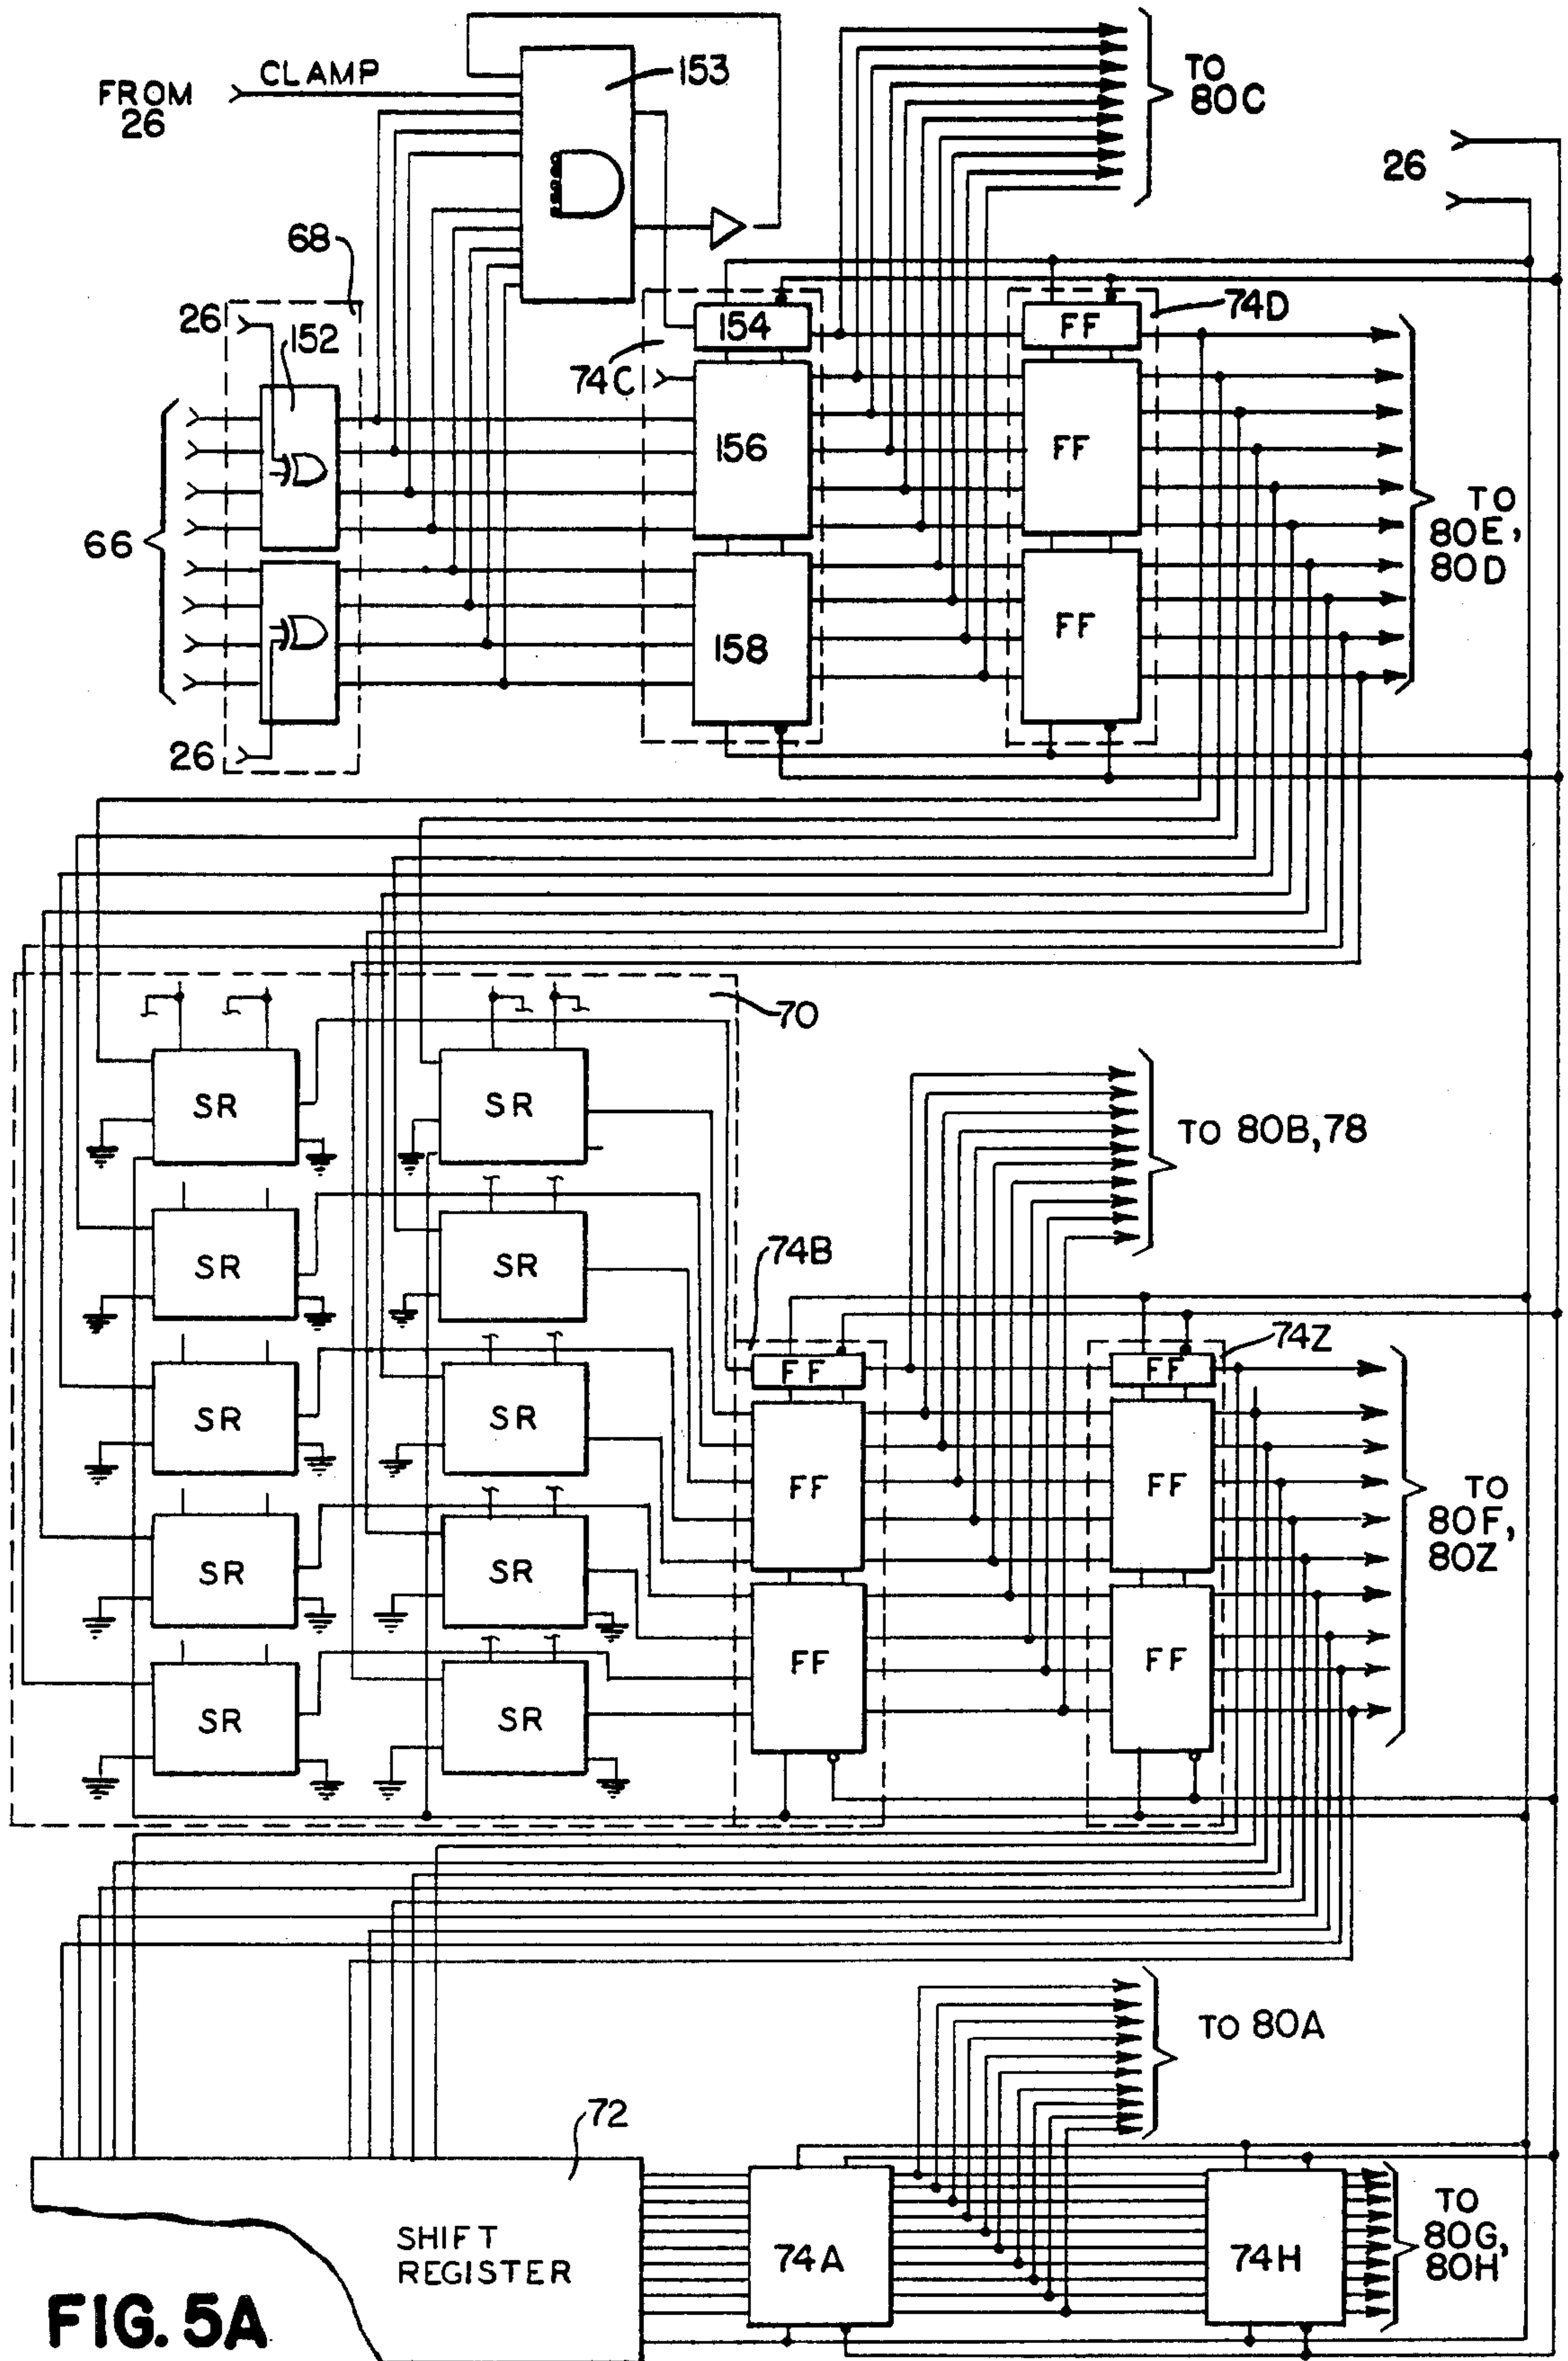 CLAMP
FROM
26
153
TO
80C
26
68
26
152
74C
154
156
158
26
66
FF
FF
FF
74D
TO
80E,
80D
70
SR
SR
SR
SR
SR
SR
SR
SR
SR
SR
TO 80B,78
74B
FF
FF
FF
74Z
FF
FF
FF
TO
80F,
80Z
TO 80A
72
SHIFT
REGISTER
74A
74H
TO
80G,
80H
FIG. 5A